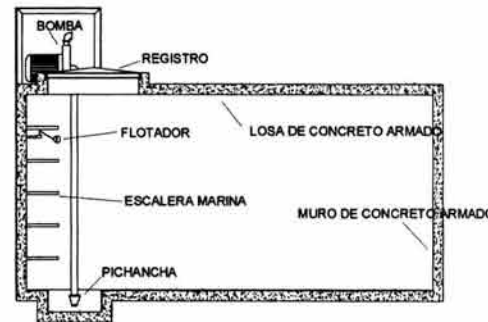 BOMBA
REGISTRO
FLOTADOR
LOSA DE CONCRETO ARMADO
ESCALERA MARINA
MURO DE CONCRETO ARMADO
PICHANCHA